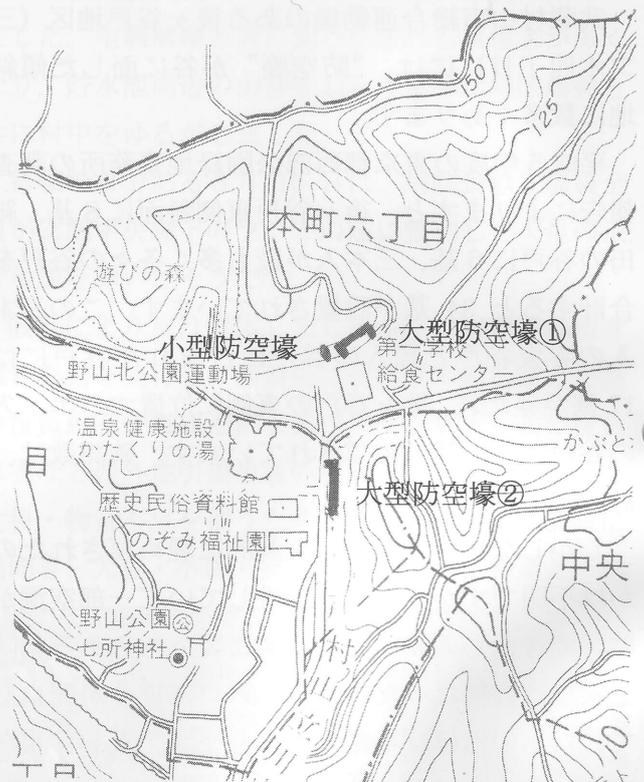 150
125
本町六丁目
遊びの森
小型防空壕
大型防空壕①
第一学校
給食センター
野山北公園運動場
温泉健康施設
(かたくりの湯)
かぶと
目
大型防空壕②
歴史民俗資料館
のぞみ福祉園
中央
野山公園
公
七所神社
村